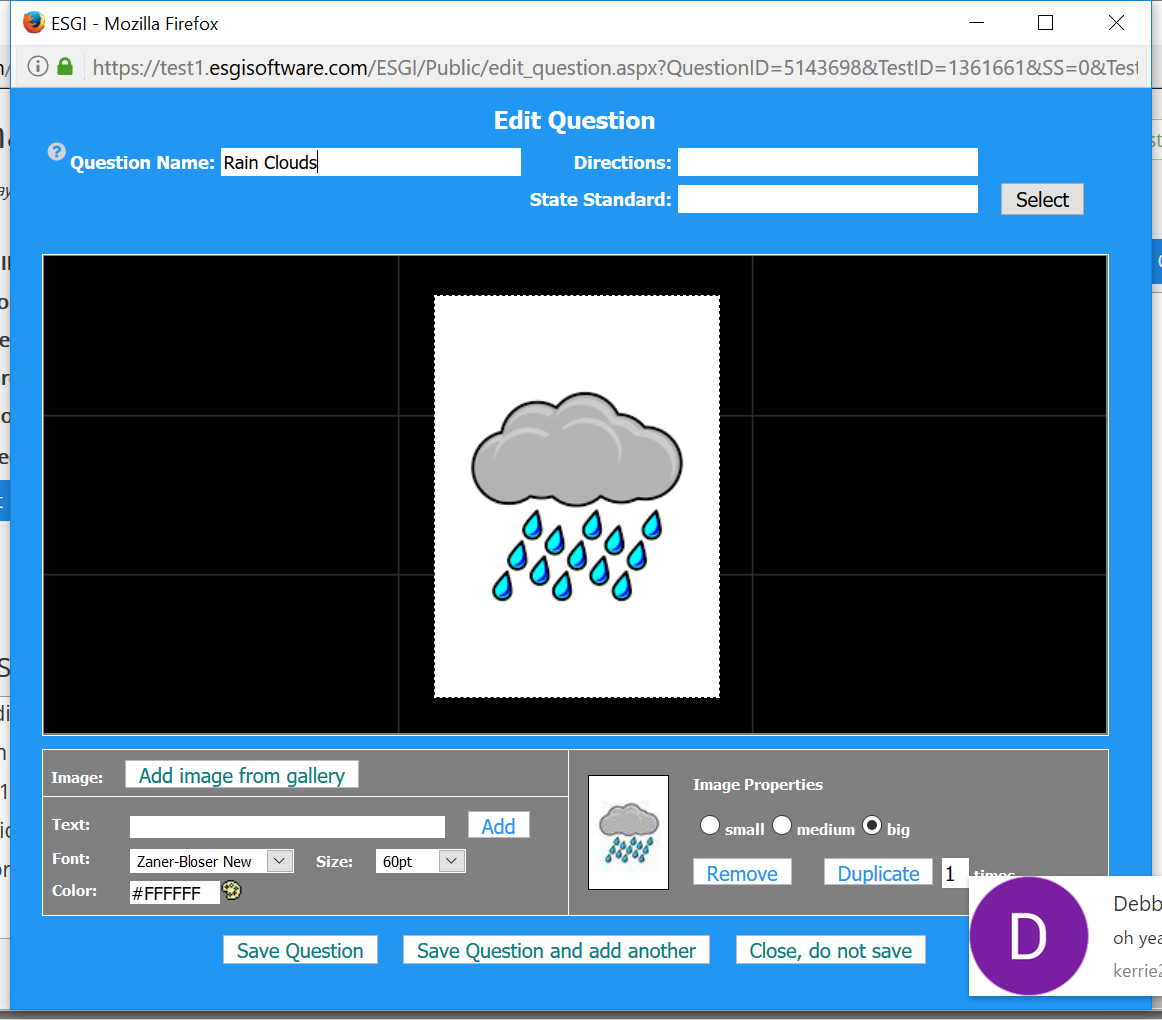 ESGI - Mozilla Firefox
https://test1.esgisoftware.com/ESGI/Public/edit_question.aspx?QuestionID=5143698&TestID=1361661&SS=0&Test
Edit Question
? Question Name: Rain Clouds Directions:
State Standard: Select
Image: Add image from gallery
Image Properties
Text: Add
small medium big
Font: Zaner-Bloser New Size: 60pt
Remove Duplicate 1 times
Color: #FFFFFF
Save Question Save Question and add another Close, do not save
D
Debb
oh yea
kerrie2